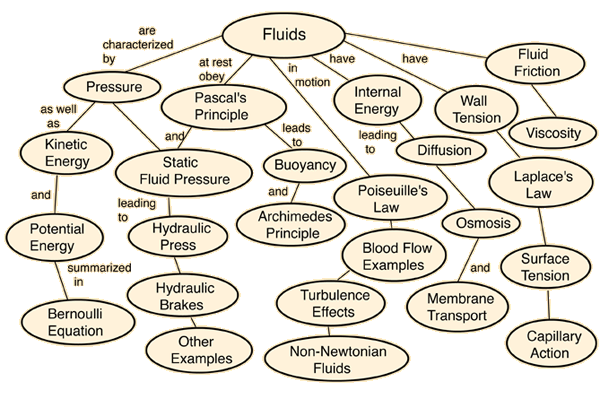 Fluids
are
characterized
by
at rest
obey
in
motion
have
have
Fluid
Friction
Pressure
Pascal's
Principle
Internal
Energy
Wall
Tension
Viscosity
as well
as
and
leads
to
leading
to
Diffusion
Kinetic
Energy
Static
Fluid Pressure
Buoyancy
Laplace's
Law
and
leading
to
and
Poiseuille's
Law
Potential
Energy
Hydraulic
Press
Archimedes
Principle
Osmosis
Blood Flow
Examples
summarized
in
and
Surface
Tension
Hydraulic
Brakes
Turbulence
Effects
Membrane
Transport
Bernoulli
Equation
Other
Examples
Non-Newtonian
Fluids
Capillary
Action